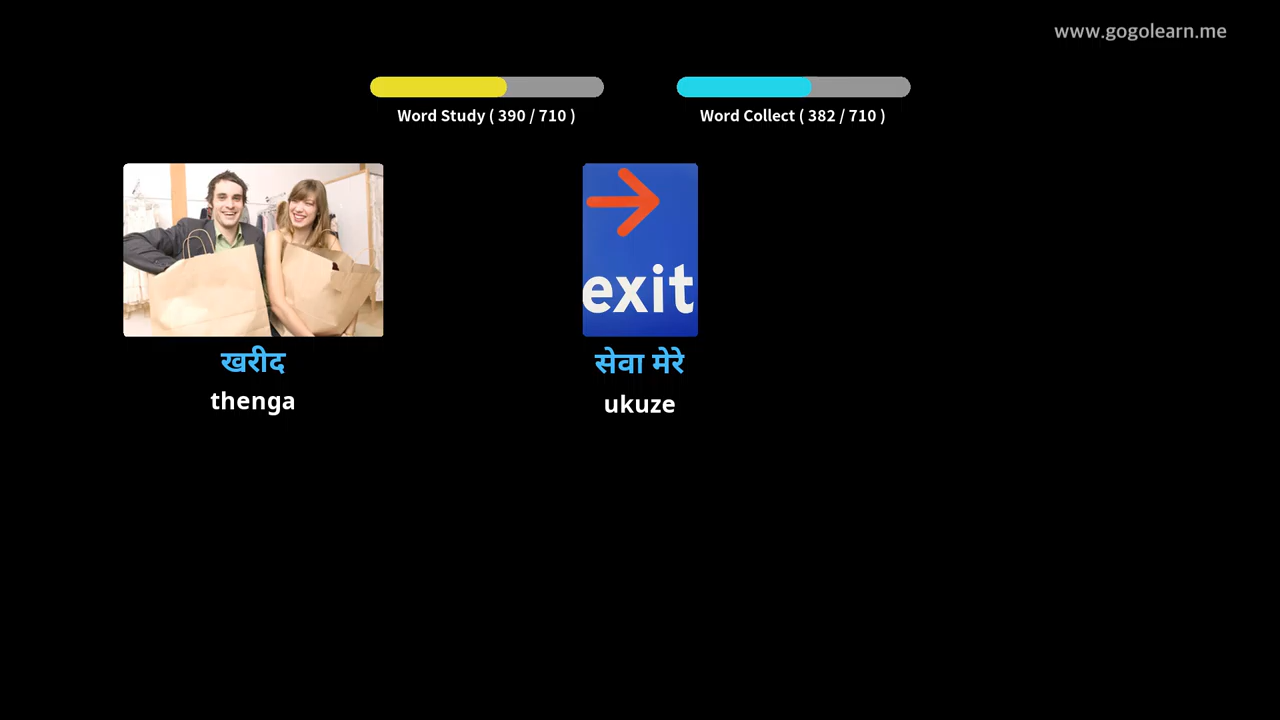 www.gogolearn.me
Word Study ( 390 / 710 )
Word Collect ( 382 / 710 )
exit
खरीद
सेवा मेरे
thenga
ukuze